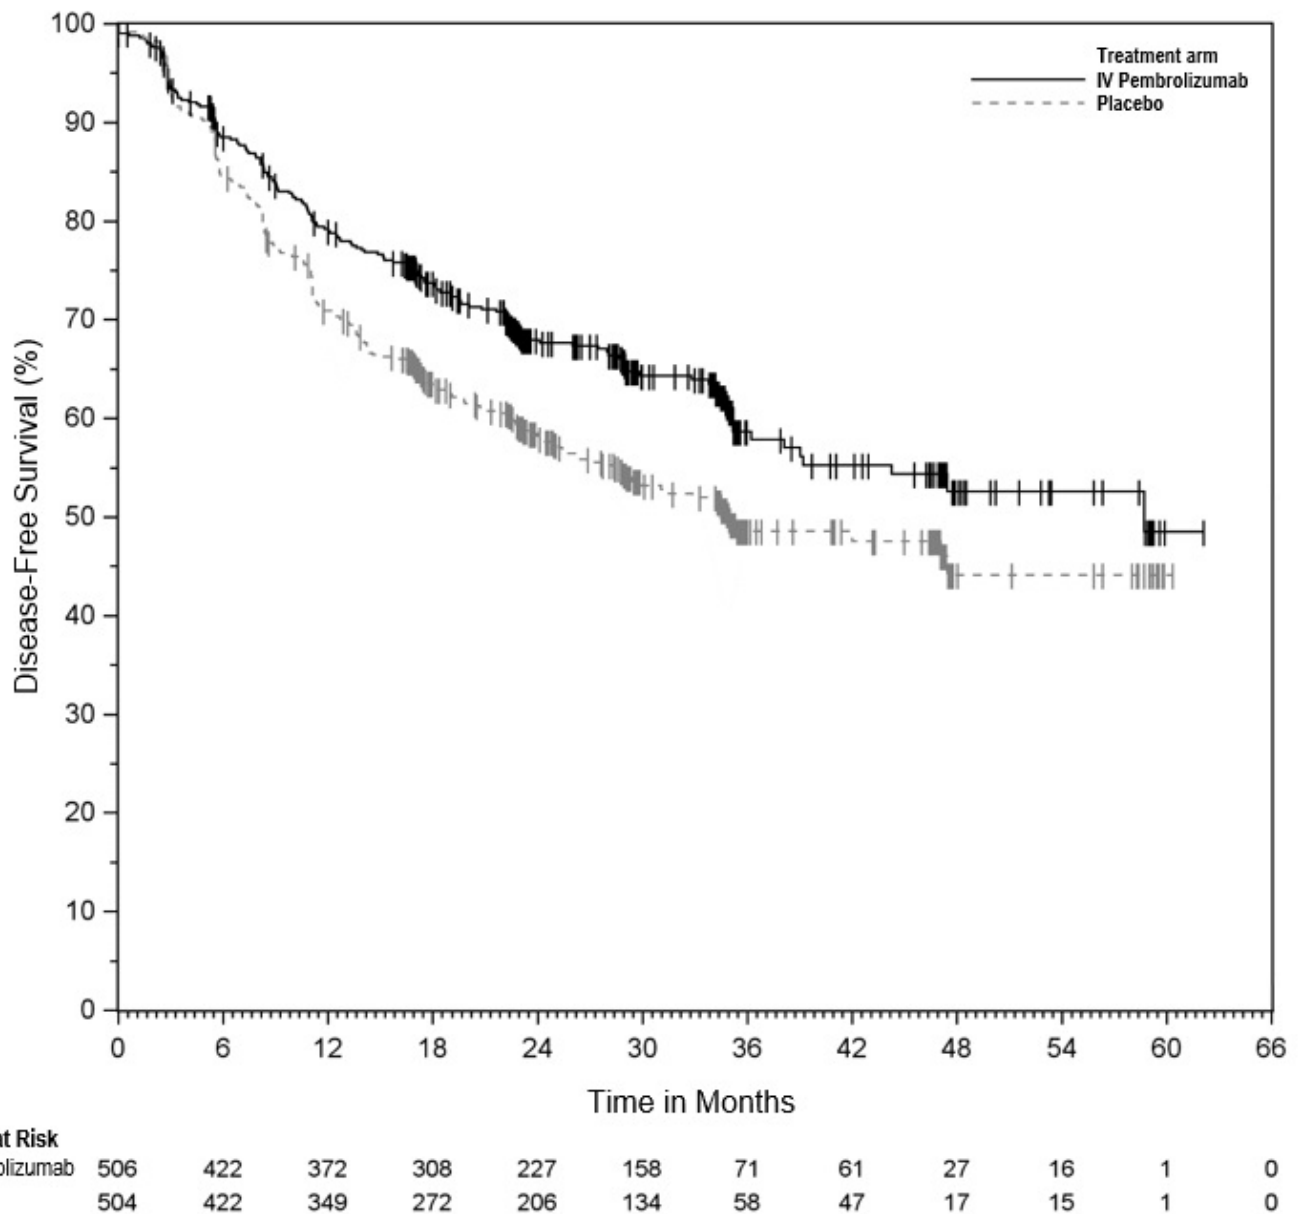 Treatment arm
IV Pembrolizumab
Placebo
Disease-Free Survival (%)
100
90
80
70
60
50
40
30
20
10
0
0 6 12 18 24 30 36 42 48 54 60 66
Time in Months
at Risk
olizumab 506 422 372 308 227 158 71 61 27 16 1 0
504 422 349 272 206 134 58 47 17 15 1 0